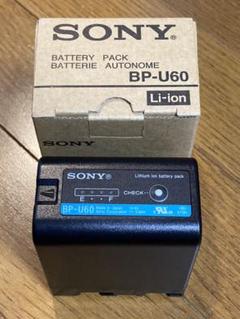 SONY
BATTERY PACK
BATTERIE AUTONOME
BP-U60
Li-ion
SONY
SONY
Lithium ion battery pack
E F
CHECK
BP-U60